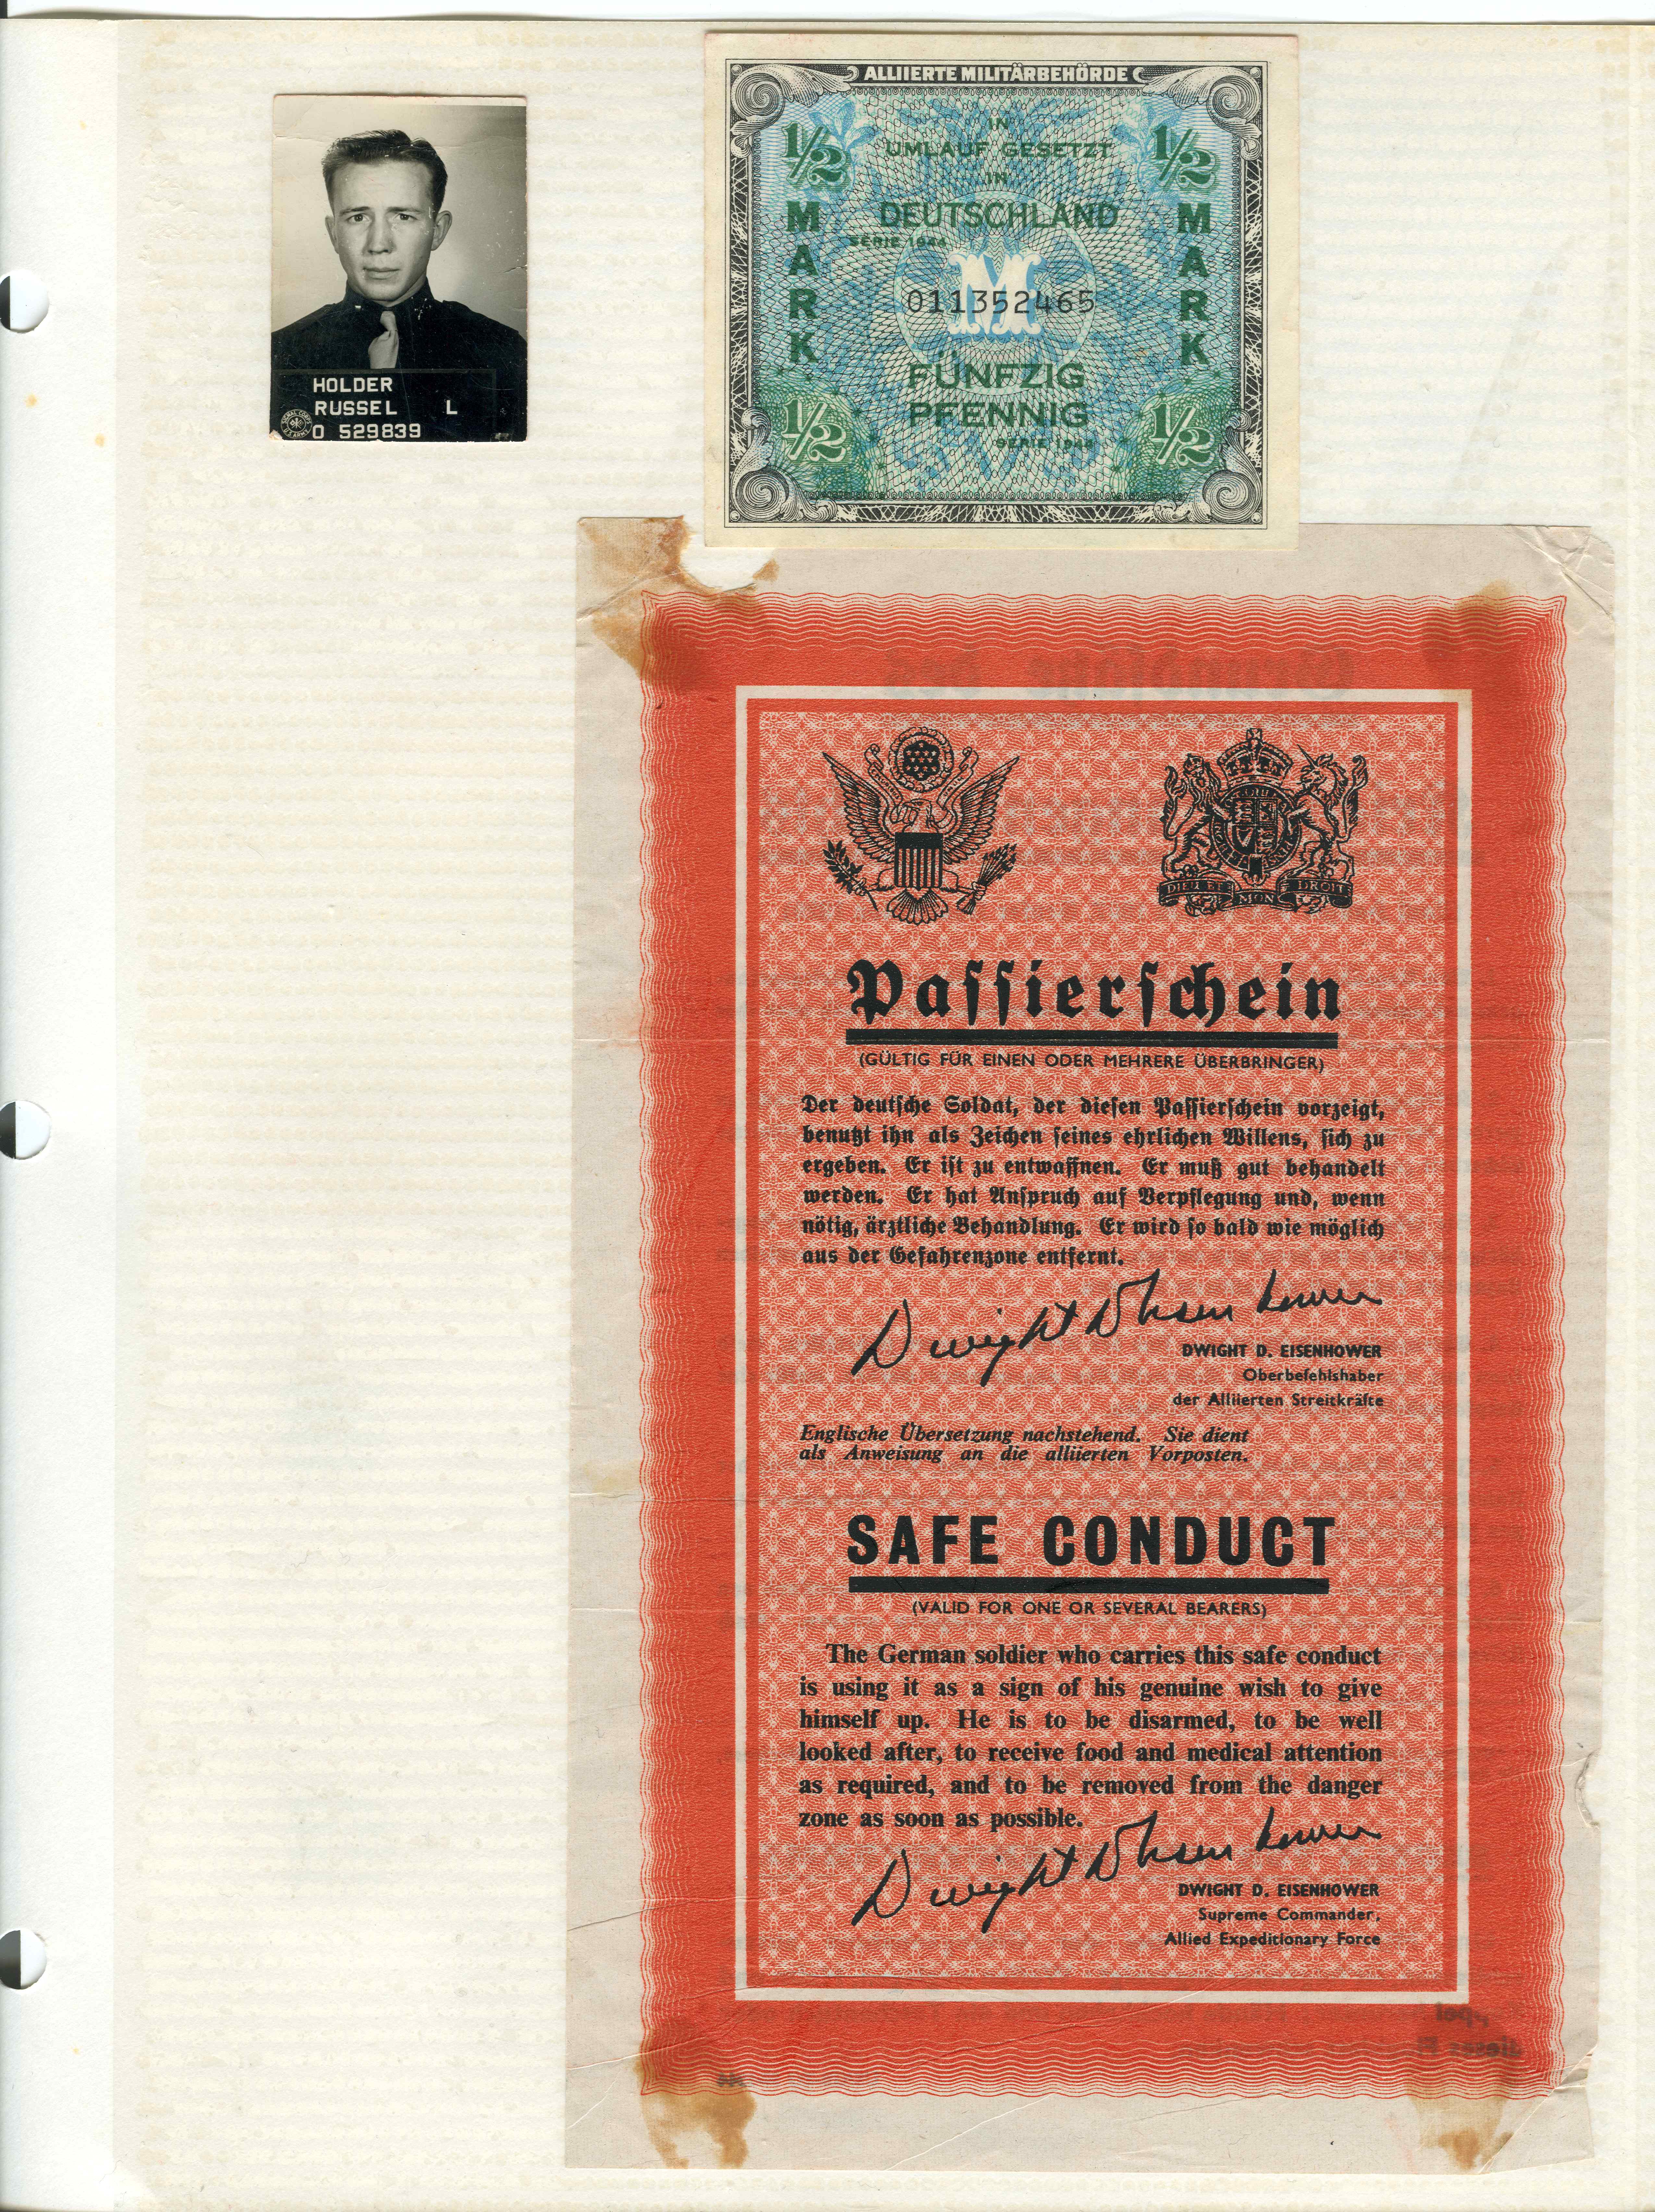 HOLDER
RUSSEL L
O 529839
ALLIIERTE MILITÄRBEHÖRDE
1/2 IN 1/2
UMLAUF GESETZT
IN
MARK DEUTSCHLAND MARK
SERIE 1944
M
011352465
FÜNFZIG
PFENNIG
1/2 1/2
SERIE 1944
DIEU ET MON DROIT
Passierschein
(GÜLTIG FÜR EINEN ODER MEHRERE ÜBERBRINGER)
Der deutsche Soldat, der diesen Passierschein vorzeigt,
benutzt ihn als Zeichen seines ehrlichen Willens, sich zu
ergeben. Er ist zu entwaffnen. Er muß gut behandelt
werden. Er hat Anspruch auf Verpflegung und, wenn
nötig, ärztliche Behandlung. Er wird so bald wie möglich
aus der Gefahrenzone entfernt.
Dwight D Eisenhower
DWIGHT D. EISENHOWER
Oberbefehlshaber
der Alliierten Streitkräfte
Englische Übersetzung nachstehend. Sie dient
als Anweisung an die alliierten Vorposten.
SAFE CONDUCT
(VALID FOR ONE OR SEVERAL BEARERS)
The German soldier who carries this safe conduct
is using it as a sign of his genuine wish to give
himself up. He is to be disarmed, to be well
looked after, to receive food and medical attention
as required, and to be removed from the danger
zone as soon as possible.
Dwight D Eisenhower
DWIGHT D. EISENHOWER
Supreme Commander,
Allied Expeditionary Force